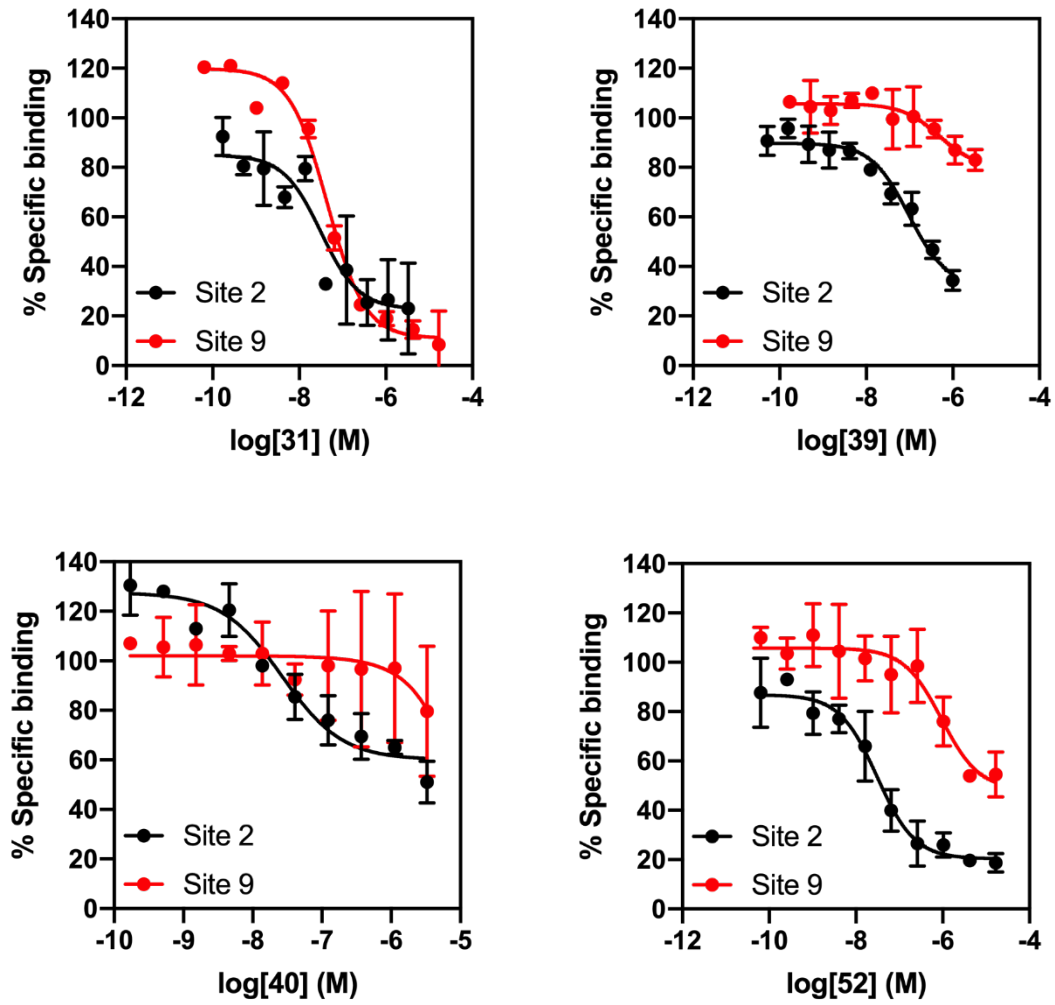 % Specific binding
140
120
100
80
60
40
20
0
Site 2
Site 9
-12 -10 -8 -6 -4
log[31] (M)
% Specific binding
140
120
100
80
60
40
20
0
Site 2
Site 9
-12 -10 -8 -6 -4
log[39] (M)
% Specific binding
140
120
100
80
60
40
20
0
Site 2
Site 9
-10 -9 -8 -7 -6 -5
log[40] (M)
% Specific binding
140
120
100
80
60
40
20
0
Site 2
Site 9
-12 -10 -8 -6 -4
log[52] (M)